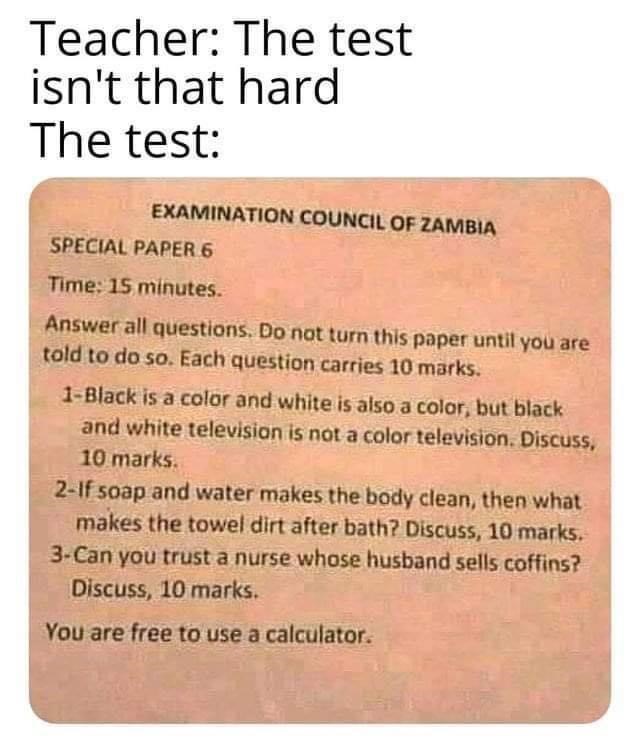 Teacher: The test
isn't that hard
The test:
EXAMINATION COUNCIL OF ZAMBIA
SPECIAL PAPER 6
Time: 15 minutes.
Answer all questions. Do not turn this paper until you are
told to do so. Each question carries 10 marks.
1-Black is a color and white is also a color, but black
and white television is not a color television. Discuss,
10 marks.
2-If soap and water makes the body clean, then what
makes the towel dirt after bath? Discuss, 10 marks.
3-Can you trust a nurse whose husband sells coffins?
Discuss, 10 marks.
You are free to use a calculator.